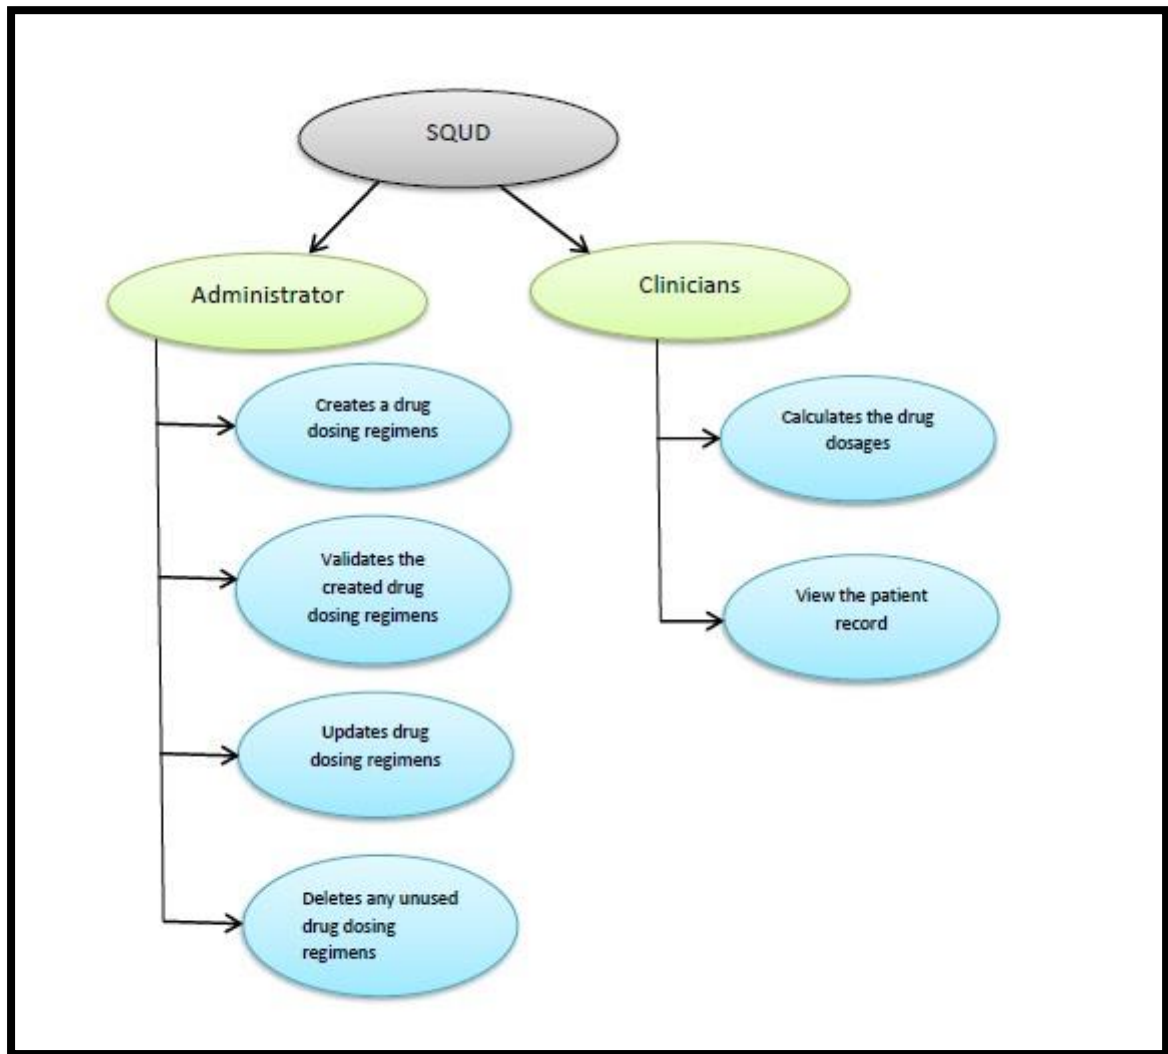 SQUD
Administrator
Clinicians
Creates a drug
dosing regimens
Validates the
created drug
dosing regimens
Updates drug
dosing regimens
Deletes any unused
drug dosing
regimens
Calculates the drug
dosages
View the patient
record